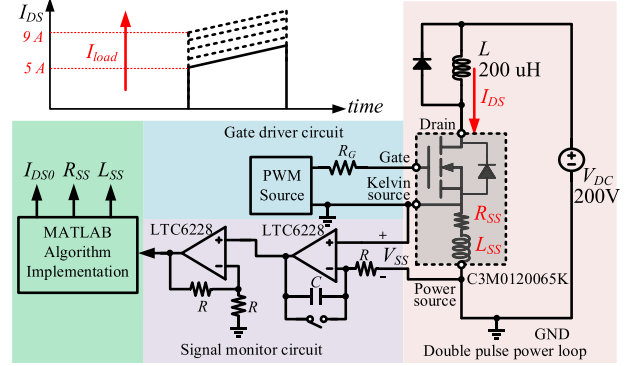 I_DS
9 A
I_load
5 A
time
L
200 uH
I_DS
Gate driver circuit
Drain
I_DS0 R_SS L_SS
PWM
Source
R_G
Gate
Kelvin
source
V_DC
200V
MATLAB
Algorithm
Implementation
LTC6228
LTC6228
+
-
+
-
+
R
V_SS
-
R_SS
L_SS
C
R
R
Power
source
C3M0120065K
GND
Signal monitor circuit
Double pulse power loop